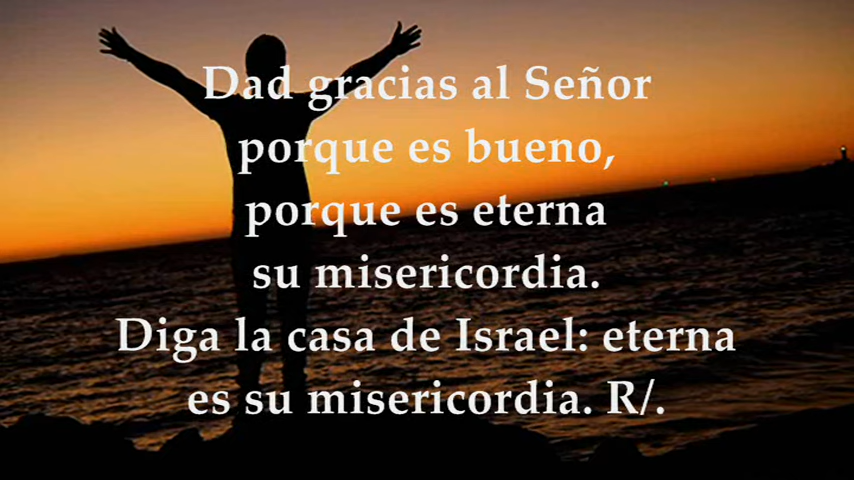 Dad gracias al Señor
porque es bueno,
porque es eterna
su misericordia.
Diga la casa de Israel: eterna
es su misericordia. R/.